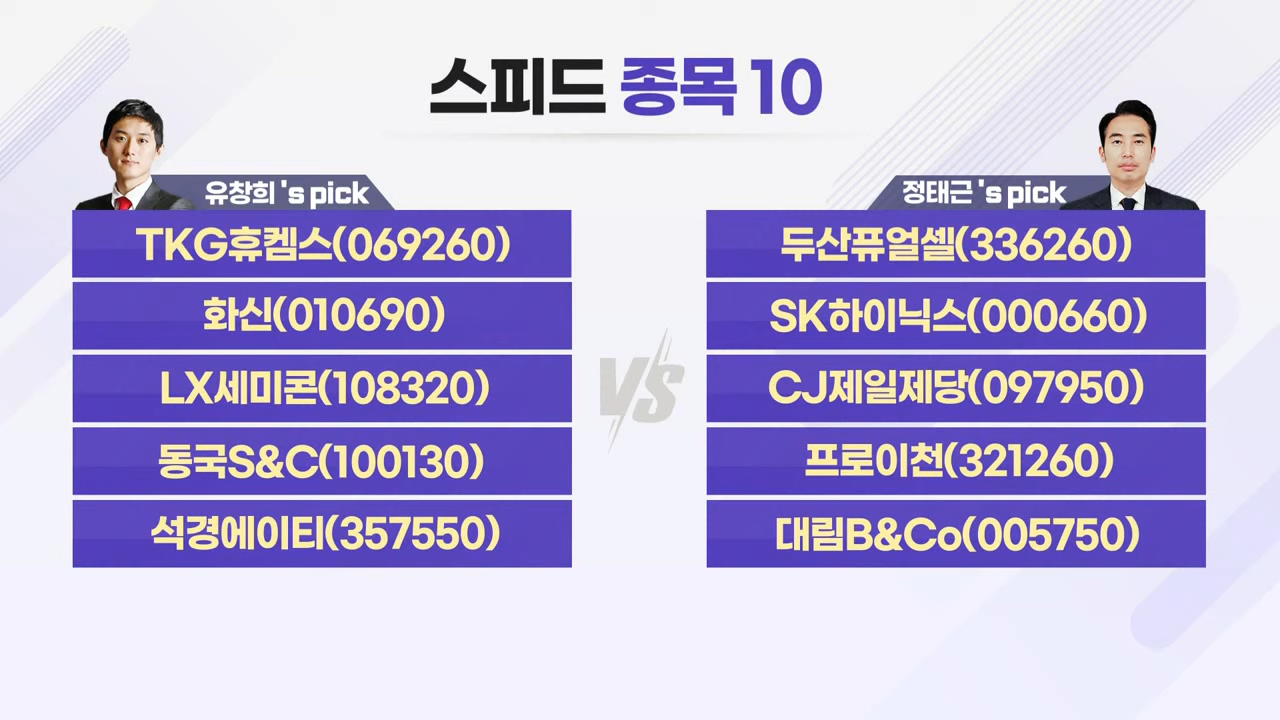 스피드 종목 10
유창희 's pick
TKG휴켐스(069260)
화신(010690)
LX세미콘(108320)
동국S&C(100130)
석경에이티(357550)
VS
정태근 's pick
두산퓨얼셀(336260)
SK하이닉스(000660)
CJ제일제당(097950)
프로이천(321260)
대림B&Co(005750)